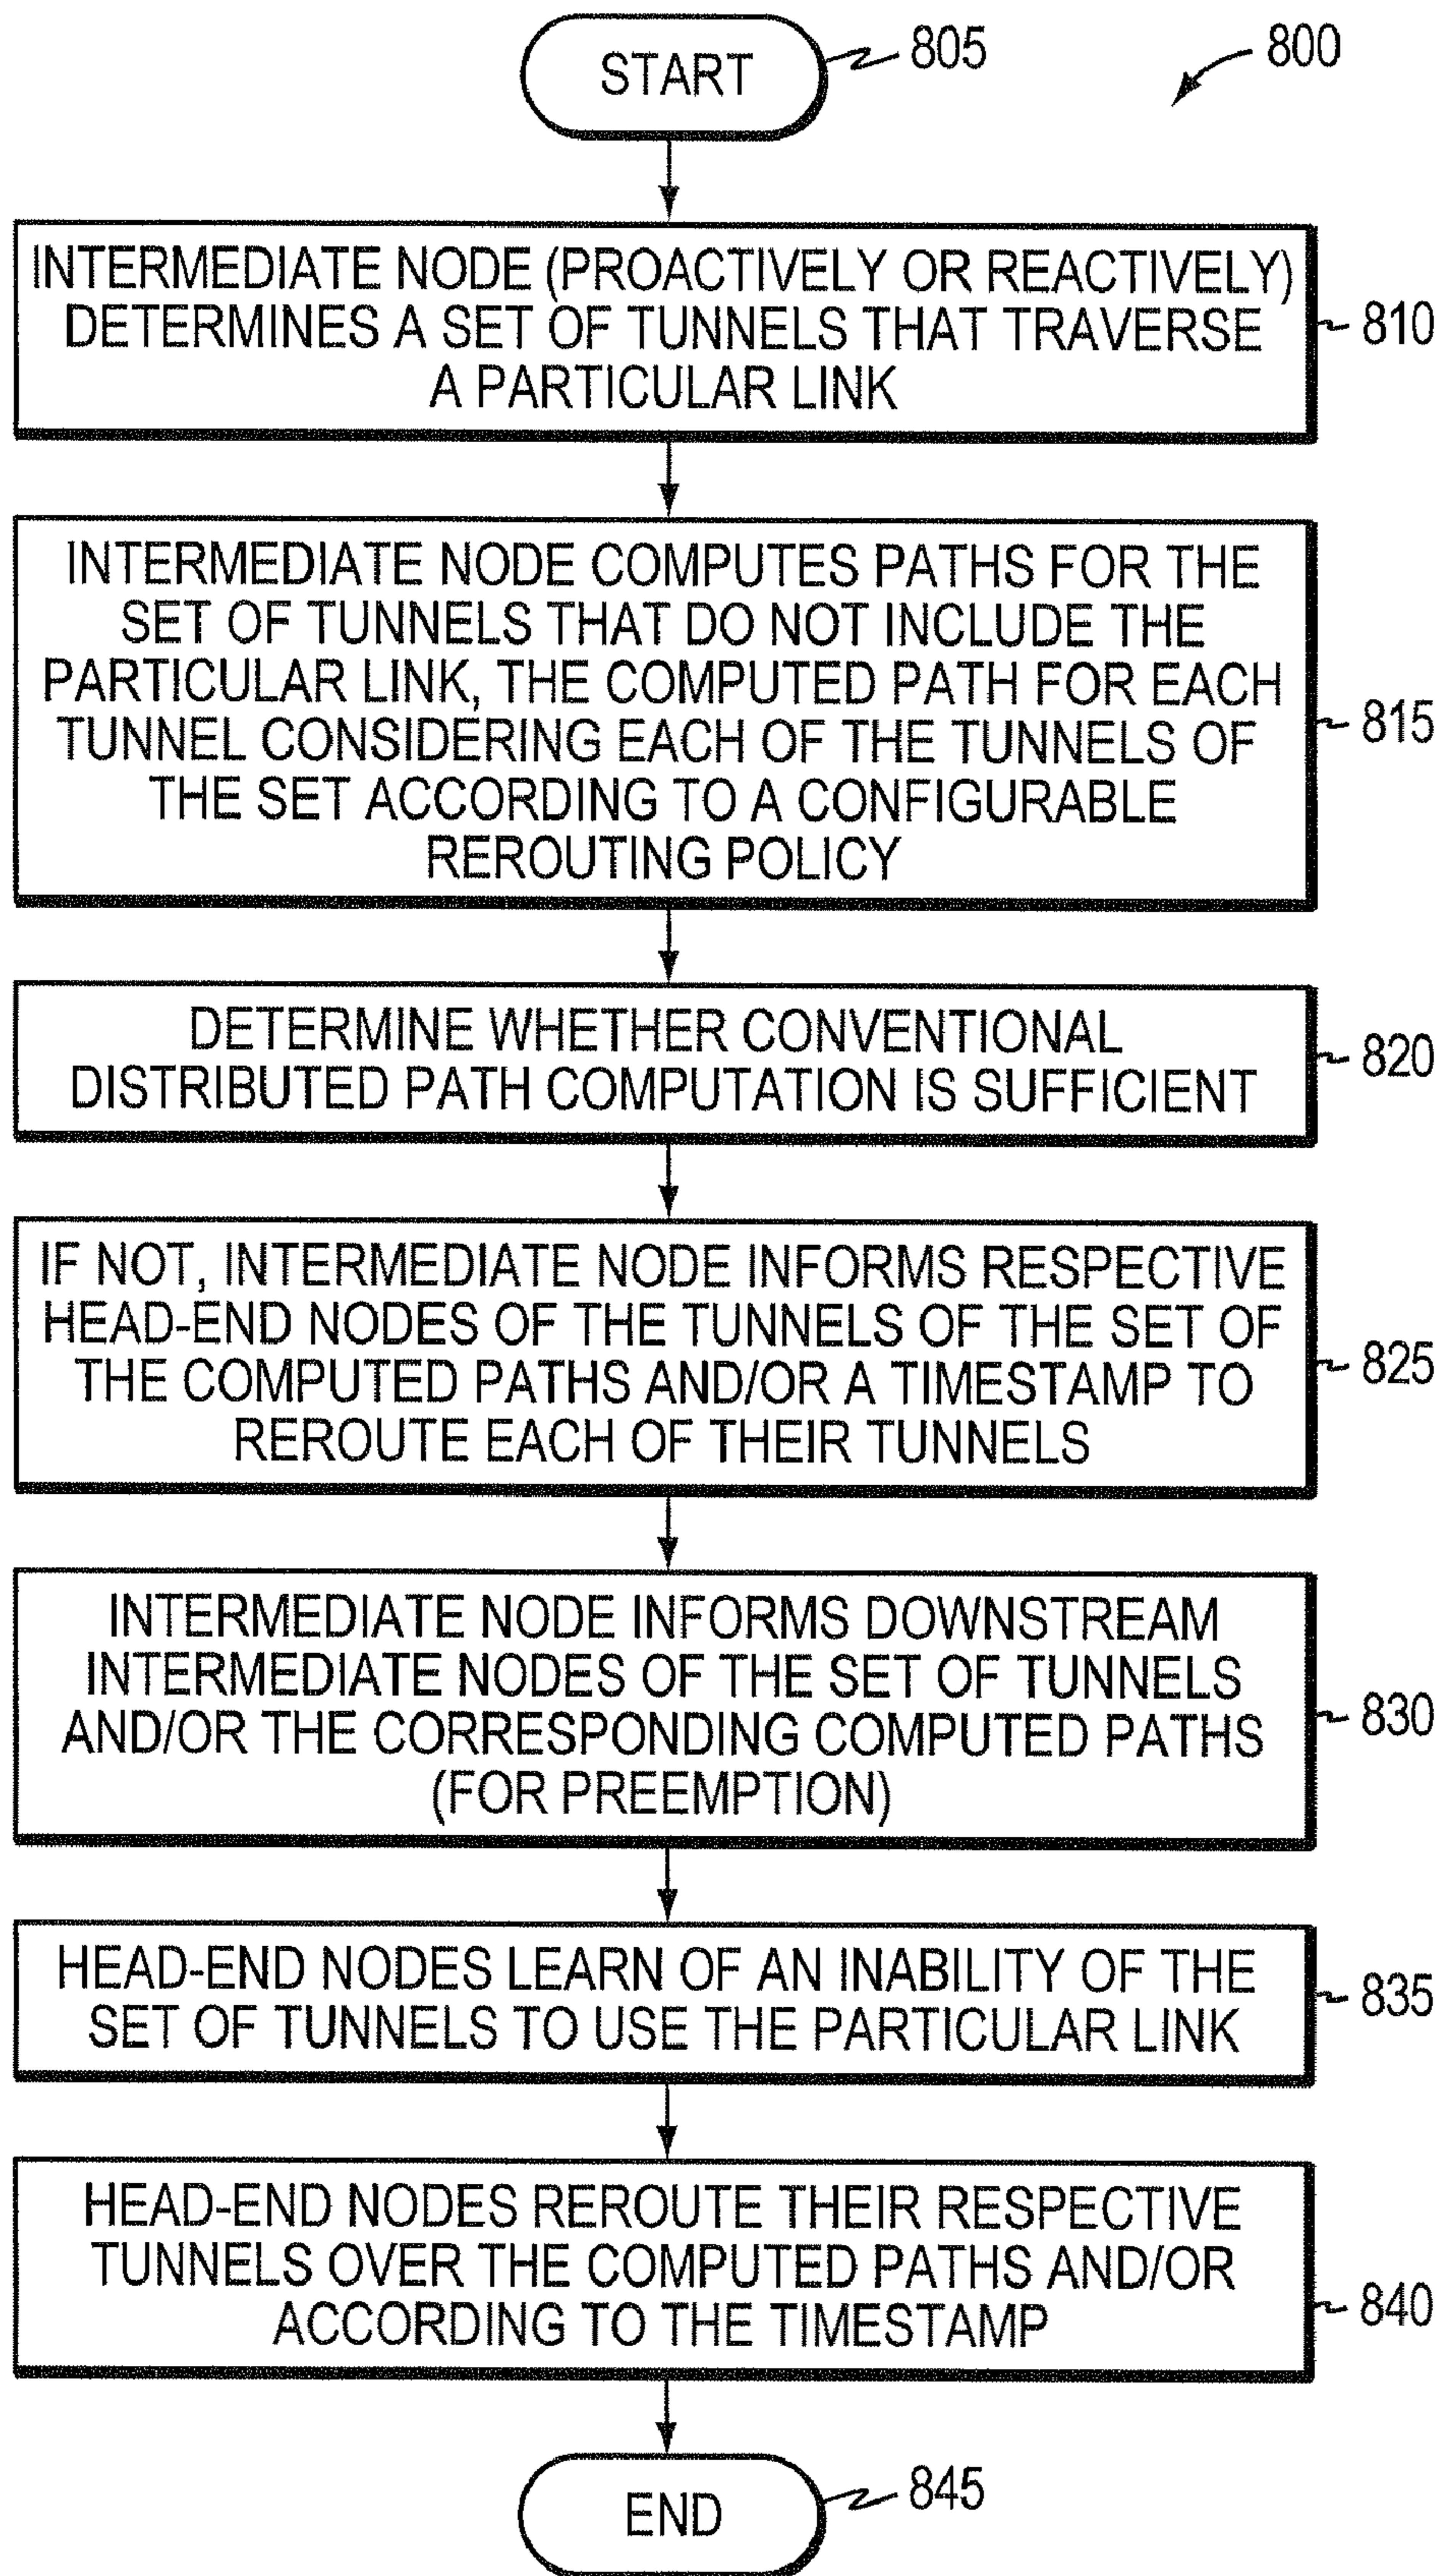 START
805
800
INTERMEDIATE NODE (PROACTIVELY OR REACTIVELY)
DETERMINES A SET OF TUNNELS THAT TRAVERSE
A PARTICULAR LINK
810
INTERMEDIATE NODE COMPUTES PATHS FOR THE
SET OF TUNNELS THAT DO NOT INCLUDE THE
PARTICULAR LINK, THE COMPUTED PATH FOR EACH
TUNNEL CONSIDERING EACH OF THE TUNNELS OF
THE SET ACCORDING TO A CONFIGURABLE
REROUTING POLICY
815
DETERMINE WHETHER CONVENTIONAL
DISTRIBUTED PATH COMPUTATION IS SUFFICIENT
820
IF NOT, INTERMEDIATE NODE INFORMS RESPECTIVE
HEAD-END NODES OF THE TUNNELS OF THE SET OF
THE COMPUTED PATHS AND/OR A TIMESTAMP TO
REROUTE EACH OF THEIR TUNNELS
825
INTERMEDIATE NODE INFORMS DOWNSTREAM
INTERMEDIATE NODES OF THE SET OF TUNNELS
AND/OR THE CORRESPONDING COMPUTED PATHS
(FOR PREEMPTION)
830
HEAD-END NODES LEARN OF AN INABILITY OF THE
SET OF TUNNELS TO USE THE PARTICULAR LINK
835
HEAD-END NODES REROUTE THEIR RESPECTIVE
TUNNELS OVER THE COMPUTED PATHS AND/OR
ACCORDING TO THE TIMESTAMP
840
END
845